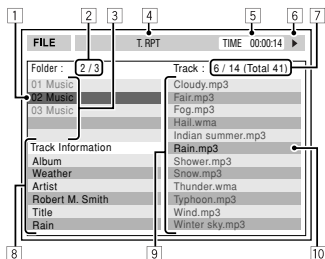 1 2 3 4 5 6 7
FILE T. RPT TIME 00:00:14
Folder : 2 / 3 Track : 6 / 14 (Total 41)
01 Music
02 Music
03 Music
Track Information
Album
Weather
Artist
Robert M. Smith
Title
Rain
Cloudy.mp3
Fair.mp3
Fog.mp3
Hail.wma
Indian summer.mp3
Rain.mp3
Shower.mp3
Snow.mp3
Thunder.wma
Typhoon.mp3
Wind.mp3
Winter sky.mp3
8 9 10